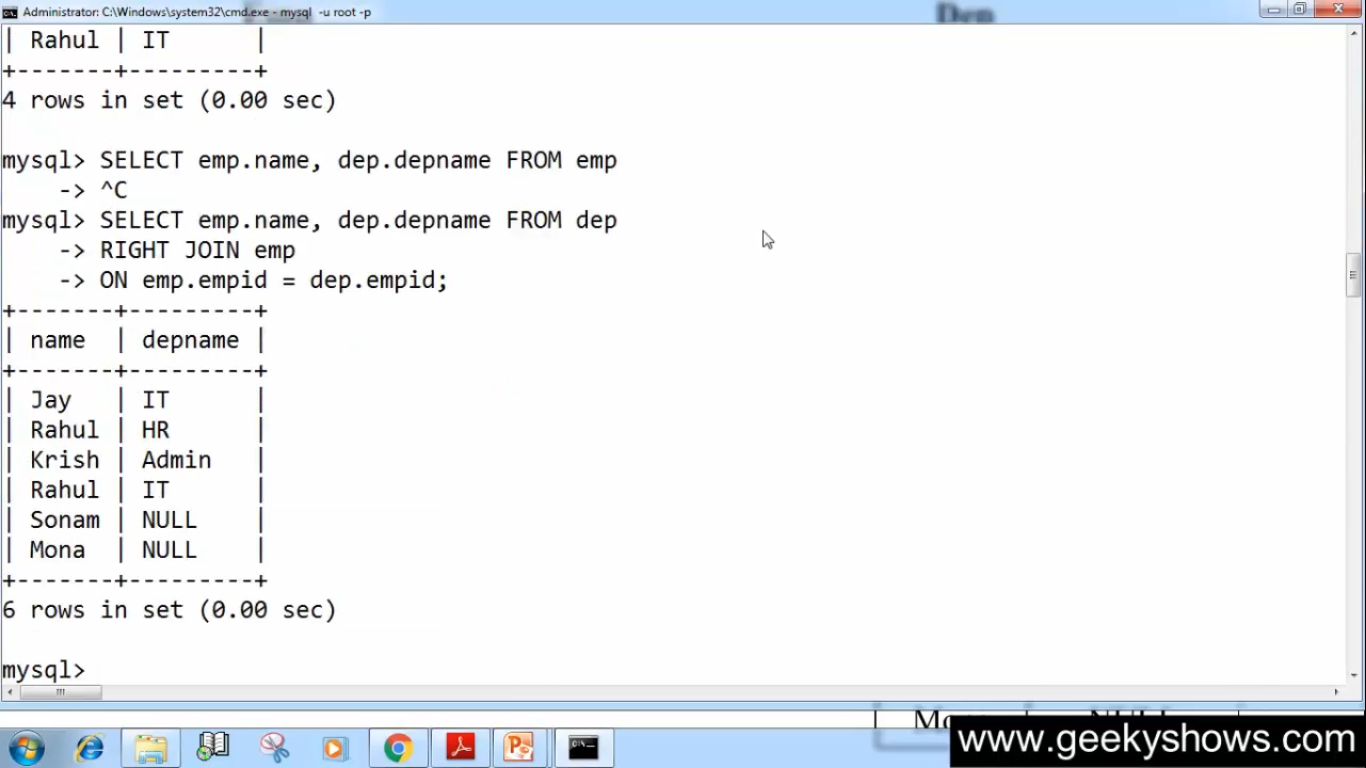 Administrator: C:\Windows\system32\cmd.exe - mysql -u root -p
Dep
| Rahul | IT      |
+-------+---------+
4 rows in set (0.00 sec)
mysql> SELECT emp.name, dep.depname FROM emp
    -> ^C
mysql> SELECT emp.name, dep.depname FROM dep
    -> RIGHT JOIN emp
    -> ON emp.empid = dep.empid;
+-------+---------+
| name  | depname |
+-------+---------+
| Jay   | IT      |
| Rahul | HR      |
| Krish | Admin   |
| Rahul | IT      |
| Sonam | NULL    |
| Mona  | NULL    |
+-------+---------+
6 rows in set (0.00 sec)
mysql>
www.geekyshows.com